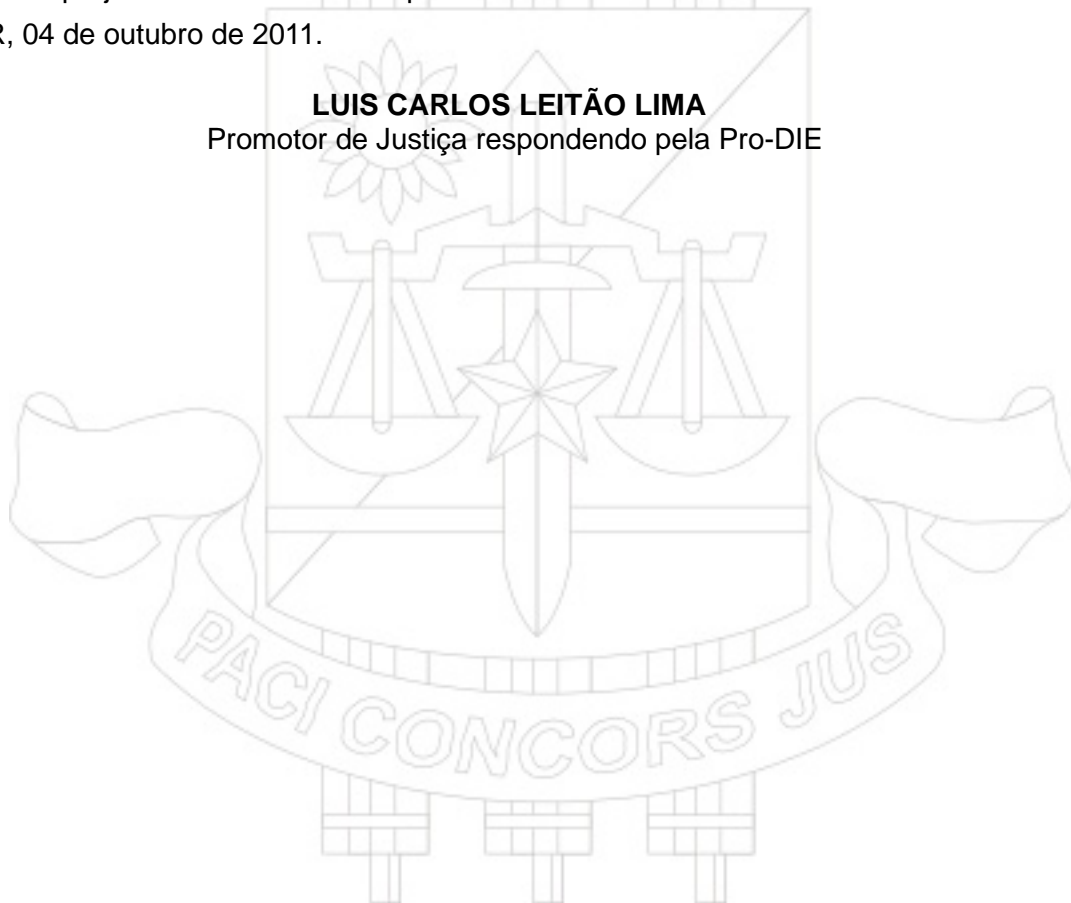 R, 04 de outubro de 2011.
LUIS CARLOS LEITÃO LIMA
Promotor de Justiça respondendo pela Pro-DIE
PACI CONCORS JUS